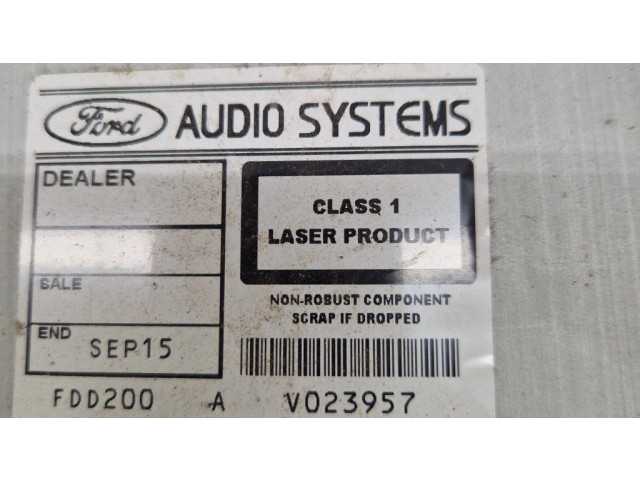 Ford AUDIO SYSTEMS
DEALER
CLASS 1
LASER PRODUCT
SALE
NON-ROBUST COMPONENT
SCRAP IF DROPPED
END
SEP15
FDD200 A V023957